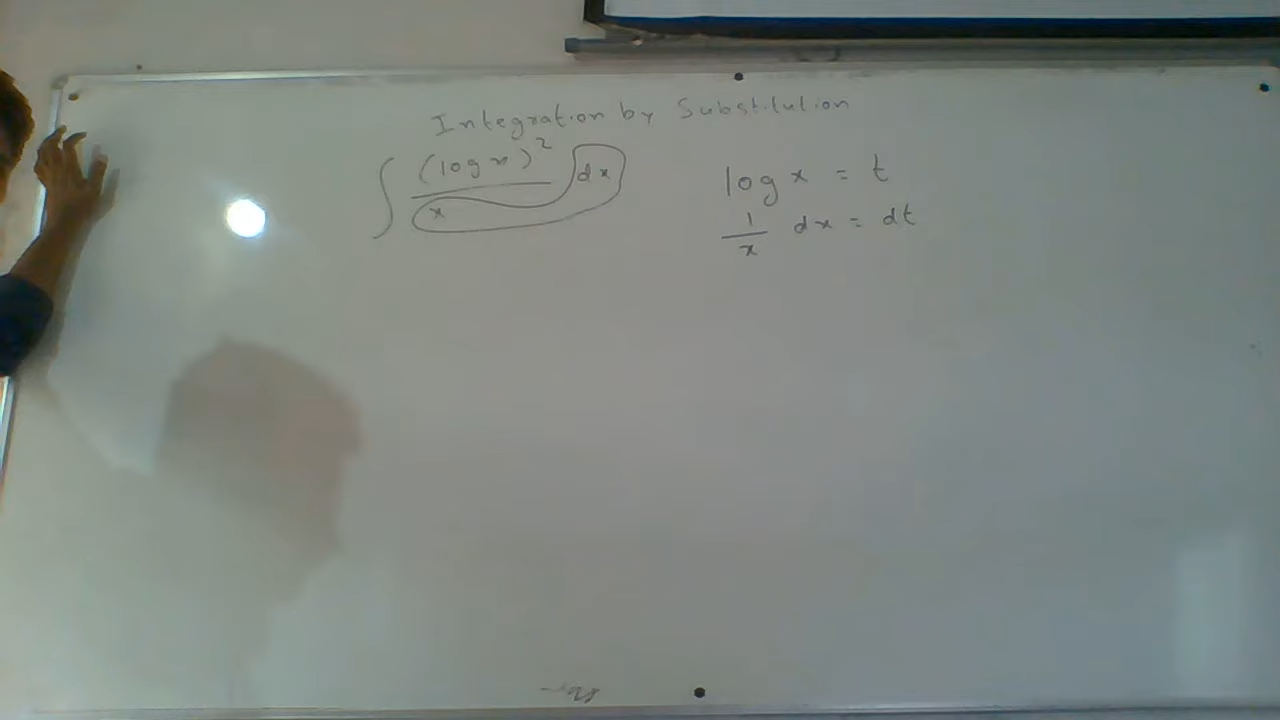 Integration by Substitution
∫ (log x)² / x dx
log x = t
1/x dx = dt